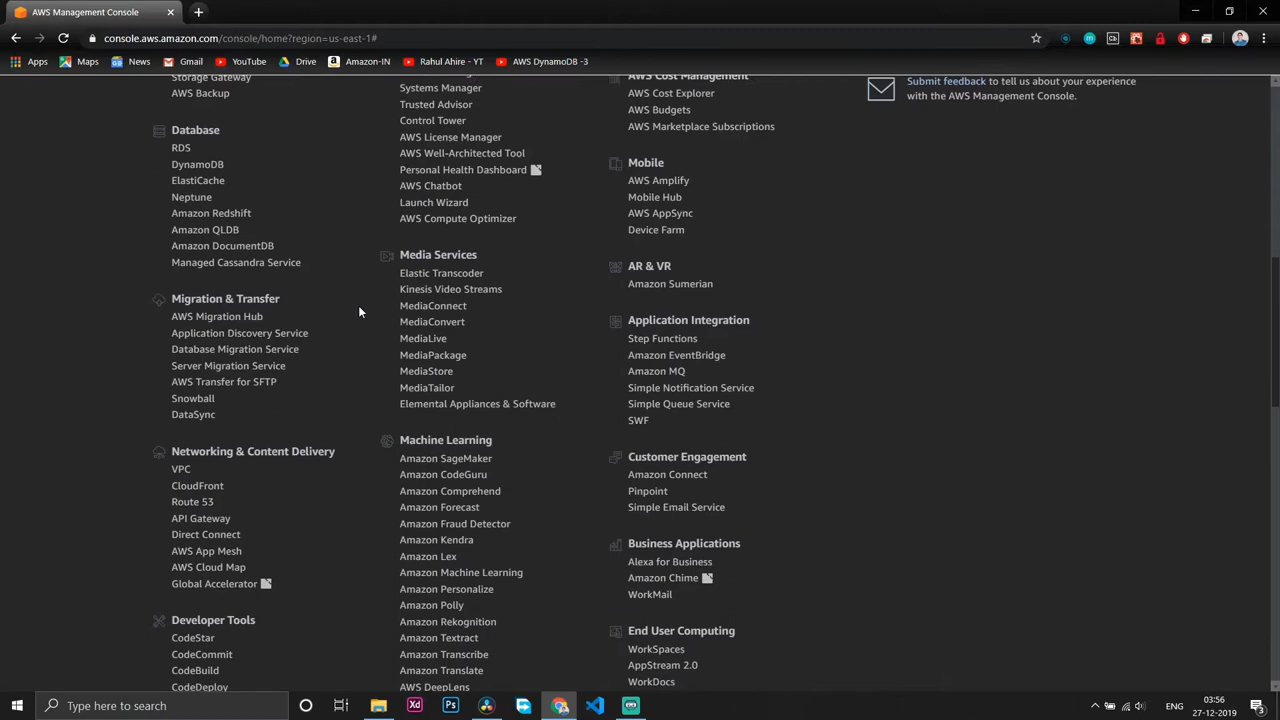 AWS Management Console
console.aws.amazon.com/console/home?region=us-east-1#
Apps
Maps
News
Gmail
YouTube
Drive
Amazon-IN
Rahul Ahire - YT
AWS DynamoDB -3
Storage Gateway
AWS Backup
Database
RDS
DynamoDB
ElastiCache
Neptune
Amazon Redshift
Amazon QLDB
Amazon DocumentDB
Managed Cassandra Service
Migration & Transfer
AWS Migration Hub
Application Discovery Service
Database Migration Service
Server Migration Service
AWS Transfer for SFTP
Snowball
DataSync
Networking & Content Delivery
VPC
CloudFront
Route 53
API Gateway
Direct Connect
AWS App Mesh
AWS Cloud Map
Global Accelerator
Developer Tools
CodeStar
CodeCommit
CodeBuild
CodeDeploy
Systems Manager
Trusted Advisor
Control Tower
AWS License Manager
AWS Well-Architected Tool
Personal Health Dashboard
AWS Chatbot
Launch Wizard
AWS Compute Optimizer
Media Services
Elastic Transcoder
Kinesis Video Streams
MediaConnect
MediaConvert
MediaLive
MediaPackage
MediaStore
MediaTailor
Elemental Appliances & Software
Machine Learning
Amazon SageMaker
Amazon CodeGuru
Amazon Comprehend
Amazon Forecast
Amazon Fraud Detector
Amazon Kendra
Amazon Lex
Amazon Machine Learning
Amazon Personalize
Amazon Polly
Amazon Rekognition
Amazon Textract
Amazon Transcribe
Amazon Translate
AWS DeepLens
AWS Cost Management
AWS Cost Explorer
AWS Budgets
AWS Marketplace Subscriptions
Mobile
AWS Amplify
Mobile Hub
AWS AppSync
Device Farm
AR & VR
Amazon Sumerian
Application Integration
Step Functions
Amazon EventBridge
Amazon MQ
Simple Notification Service
Simple Queue Service
SWF
Customer Engagement
Amazon Connect
Pinpoint
Simple Email Service
Business Applications
Alexa for Business
Amazon Chime
WorkMail
End User Computing
WorkSpaces
AppStream 2.0
WorkDocs
Submit feedback to tell us about your experience
with the AWS Management Console.
Type here to search
Xd
Ps
03:56
27-12-2019